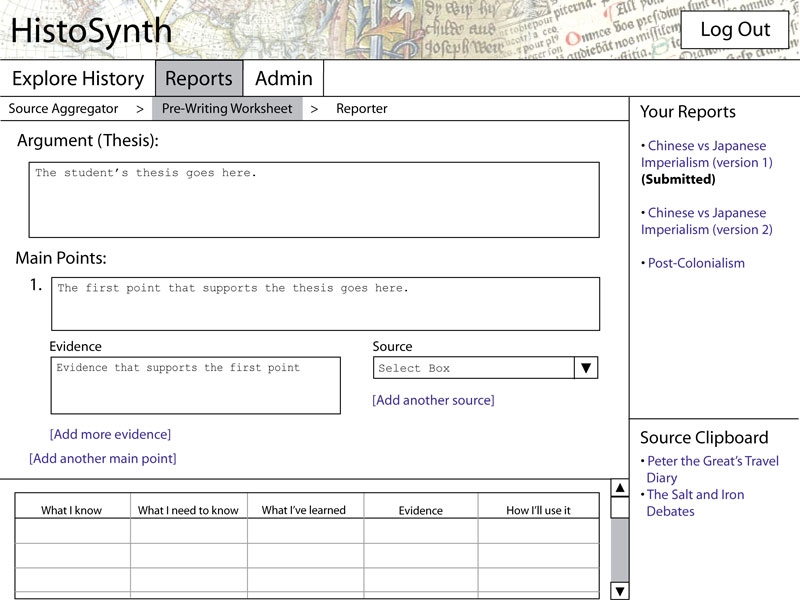 HistoSynth
Log Out
Explore History
Reports
Admin
Source Aggregator > Pre-Writing Worksheet > Reporter
Argument (Thesis):
The student's thesis goes here.
Main Points:
1.
The first point that supports the thesis goes here.
Evidence
Evidence that supports the first point
Source
Select Box
[Add another source]
[Add more evidence]
[Add another main point]
What I know
What I need to know
What I've learned
Evidence
How I'll use it
Your Reports
• Chinese vs Japanese
Imperialism (version 1)
(Submitted)
• Chinese vs Japanese
Imperialism (version 2)
• Post-Colonialism
Source Clipboard
• Peter the Great's Travel
Diary
• The Salt and Iron
Debates